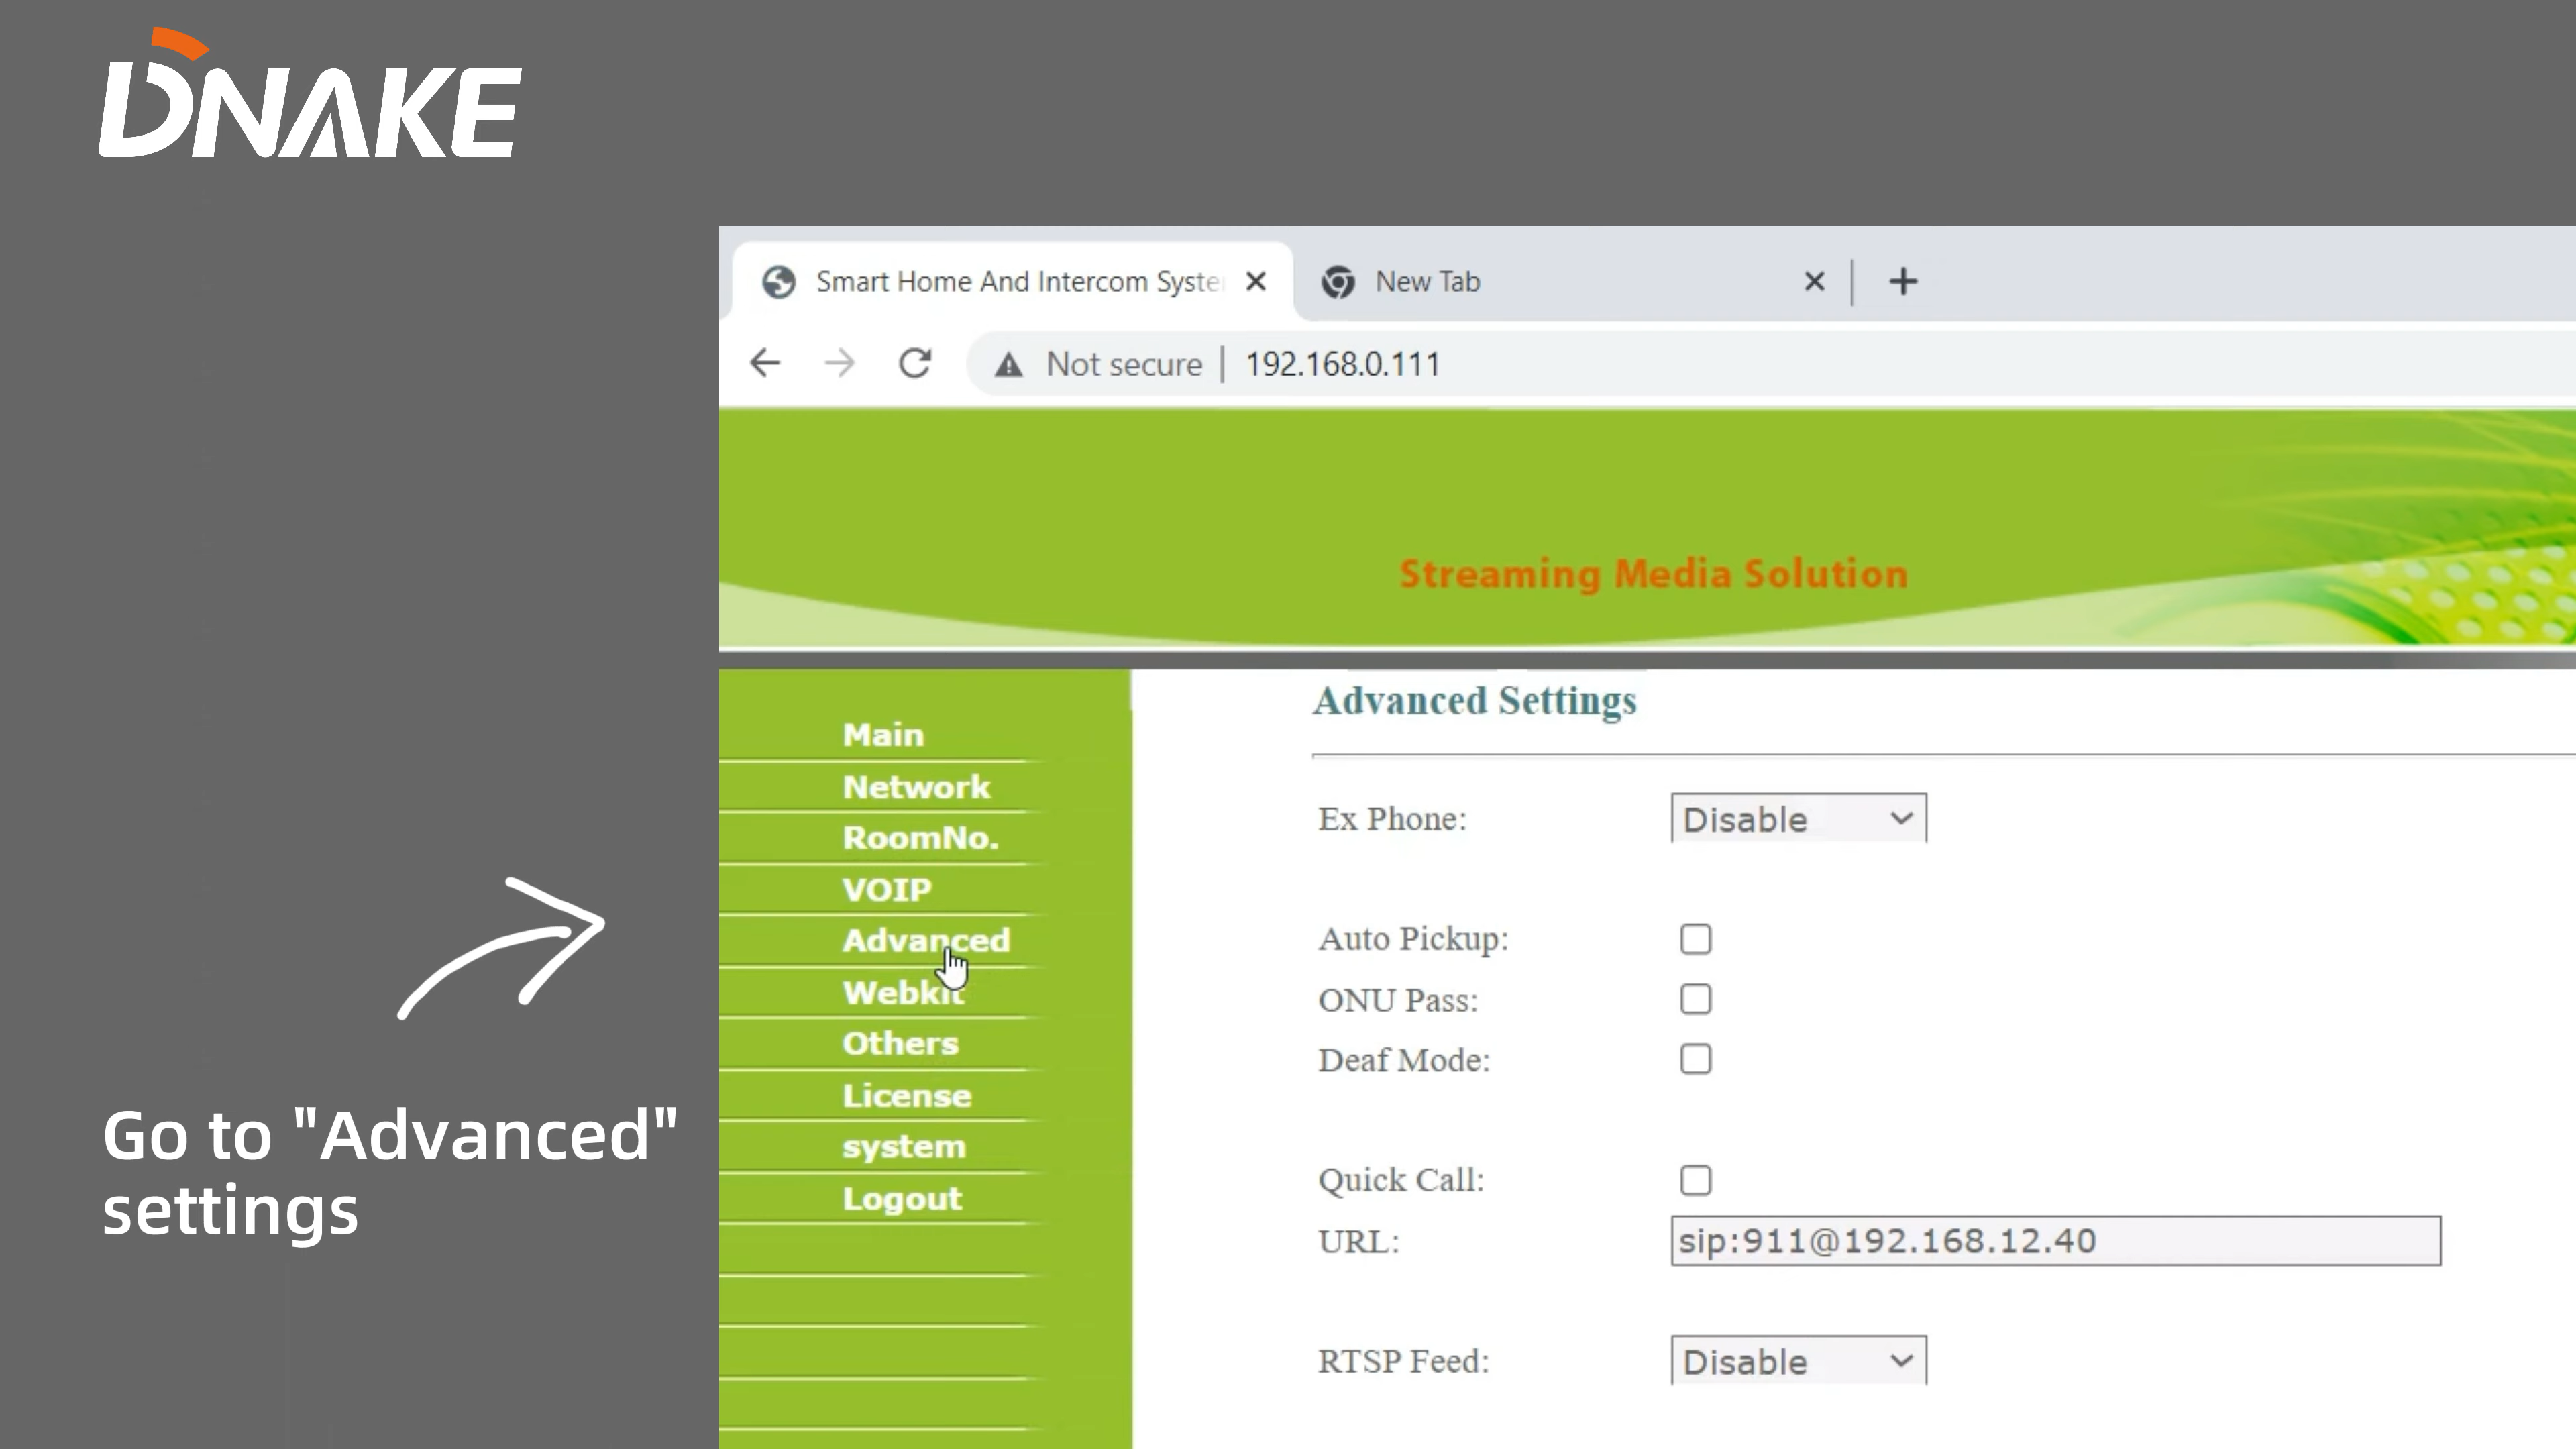 DNAKE
Smart Home And Intercom Syste
New Tab
Not secure | 192.168.0.111
Streaming Media Solution
Main
Network
RoomNo.
VOIP
Advanced
Webkit
Others
License
system
Logout
Advanced Settings
Ex Phone: Disable
Auto Pickup:
ONU Pass:
Deaf Mode:
Quick Call:
URL: sip:911@192.168.12.40
RTSP Feed: Disable
Go to "Advanced"
settings